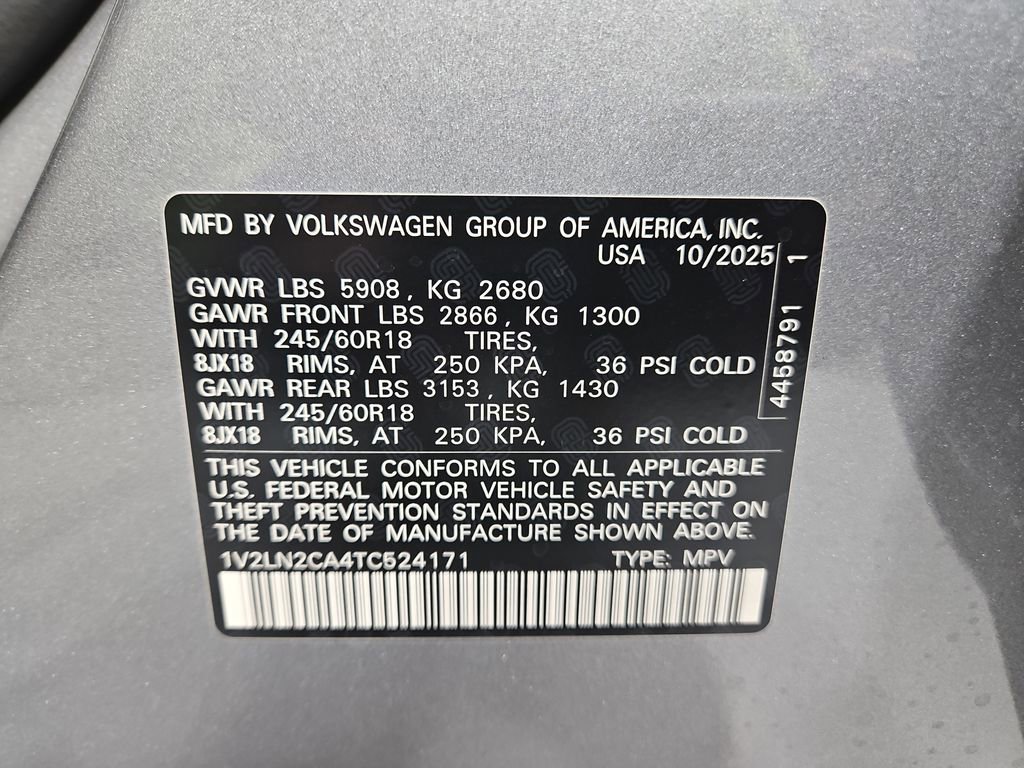 MFD BY VOLKSWAGEN GROUP OF AMERICA, INC.
USA 10/2025
GVWR LBS 5908, KG 2680
GAWR FRONT LBS 2866, KG 1300
WITH 245/60R18 TIRES,
8JX18 RIMS, AT 250 KPA, 36 PSI COLD
GAWR REAR LBS 3153, KG 1430
WITH 245/60R18 TIRES,
8JX18 RIMS, AT 250 KPA, 36 PSI COLD
4458791 1
THIS VEHICLE CONFORMS TO ALL APPLICABLE
U.S. FEDERAL MOTOR VEHICLE SAFETY AND
THEFT PREVENTION STANDARDS IN EFFECT ON
THE DATE OF MANUFACTURE SHOWN ABOVE.
1V2LN2CA4TC524171 TYPE: MPV